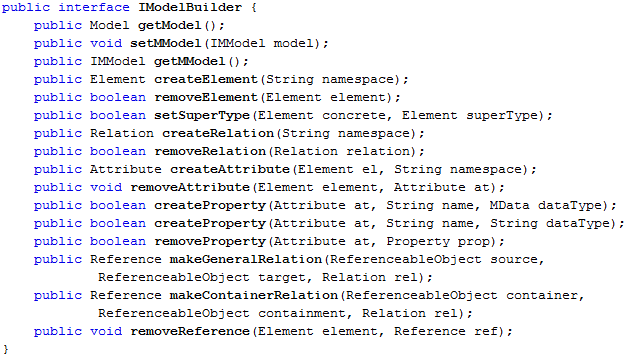 public interface IModelBuilder {
    public Model getModel();
    public void setMModel(IMModel model);
    public IMModel getMModel();
    public Element createElement(String namespace);
    public boolean removeElement(Element element);
    public boolean setSuperType(Element concrete, Element superType);
    public Relation createRelation(String namespace);
    public boolean removeRelation(Relation relation);
    public Attribute createAttribute(Element el, String namespace);
    public void removeAttribute(Element element, Attribute at);
    public boolean createProperty(Attribute at, String name, MData dataType);
    public boolean createProperty(Attribute at, String name, String dataType);
    public boolean removeProperty(Attribute at, Property prop);
    public Reference makeGeneralRelation(ReferenceableObject source,
            ReferenceableObject target, Relation rel);
    public Reference makeContainerRelation(ReferenceableObject container,
            ReferenceableObject containment, Relation rel);
    public void removeReference(Element element, Reference ref);
}